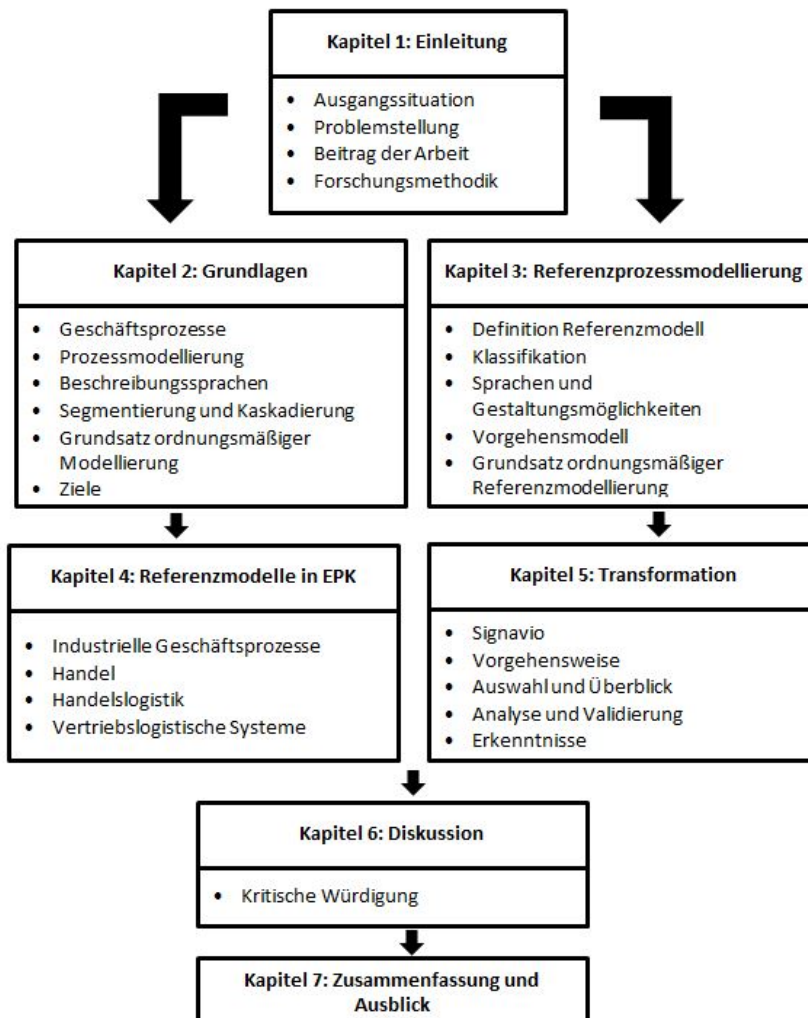 Kapitel 1: Einleitung
• Ausgangssituation
• Problemstellung
• Beitrag der Arbeit
• Forschungsmethodik
Kapitel 2: Grundlagen
• Geschäftsprozesse
• Prozessmodellierung
• Beschreibungssprachen
• Segmentierung und Kaskadierung
• Grundsatz ordnungsmäßiger
Modellierung
• Ziele
Kapitel 3: Referenzprozessmodellierung
• Definition Referenzmodell
• Klassifikation
• Sprachen und
Gestaltungsmöglichkeiten
• Vorgehensmodell
• Grundsatz ordnungsmäßiger
Referenzmodellierung
Kapitel 4: Referenzmodelle in EPK
• Industrielle Geschäftsprozesse
• Handel
• Handelslogistik
• Vertriebslogistische Systeme
Kapitel 5: Transformation
• Signavio
• Vorgehensweise
• Auswahl und Überblick
• Analyse und Validierung
• Erkenntnisse
Kapitel 6: Diskussion
• Kritische Würdigung
Kapitel 7: Zusammenfassung und
Ausblick